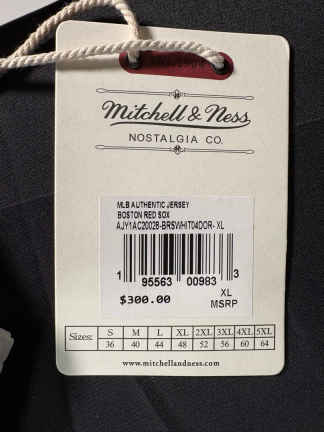 Mitchell & Ness
NOSTALGIA CO.
MLB AUTHENTIC JERSEY
BOSTON RED SOX
AJY1AC20028-BRSWHIT04DOR- XL
1 95563 00983 3
$300.00
XL
MSRP
Sizes: S M L XL 2XL 3XL 4XL 5XL
36 40 44 48 52 56 60 64
www.mitchellandness.com